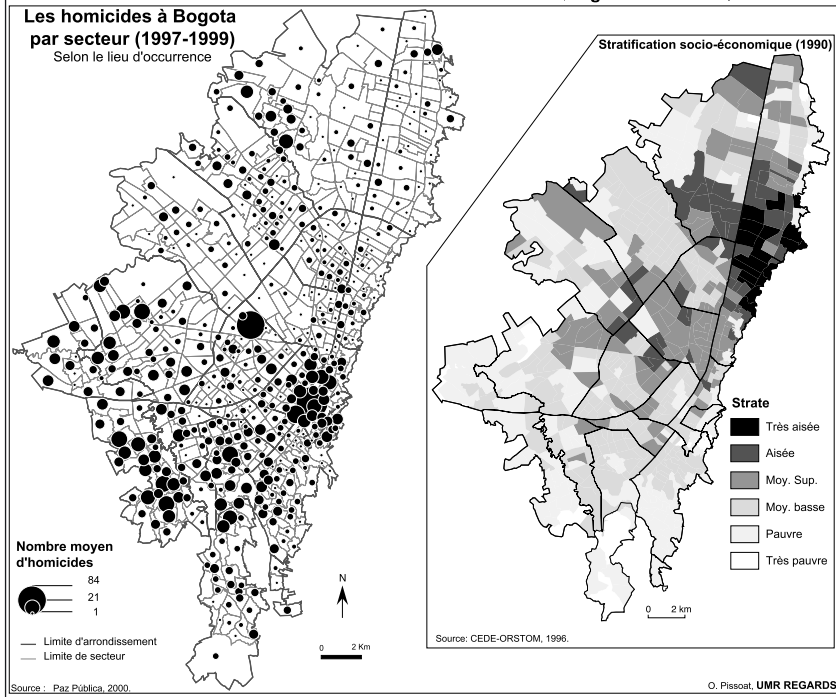 Les homicides à Bogota
par secteur (1997-1999)
Selon le lieu d'occurrence
Stratification socio-économique (1990)
Strate
Très aisée
Aisée
Moy. Sup.
Moy. basse
Pauvre
Très pauvre
0 2 km
Source: CEDE-ORSTOM, 1996.
Nombre moyen
d'homicides
84
21
1
N
0 2 Km
Limite d'arrondissement
Limite de secteur
Source : Paz Pública, 2000.
O. Pissoat, UMR REGARDS